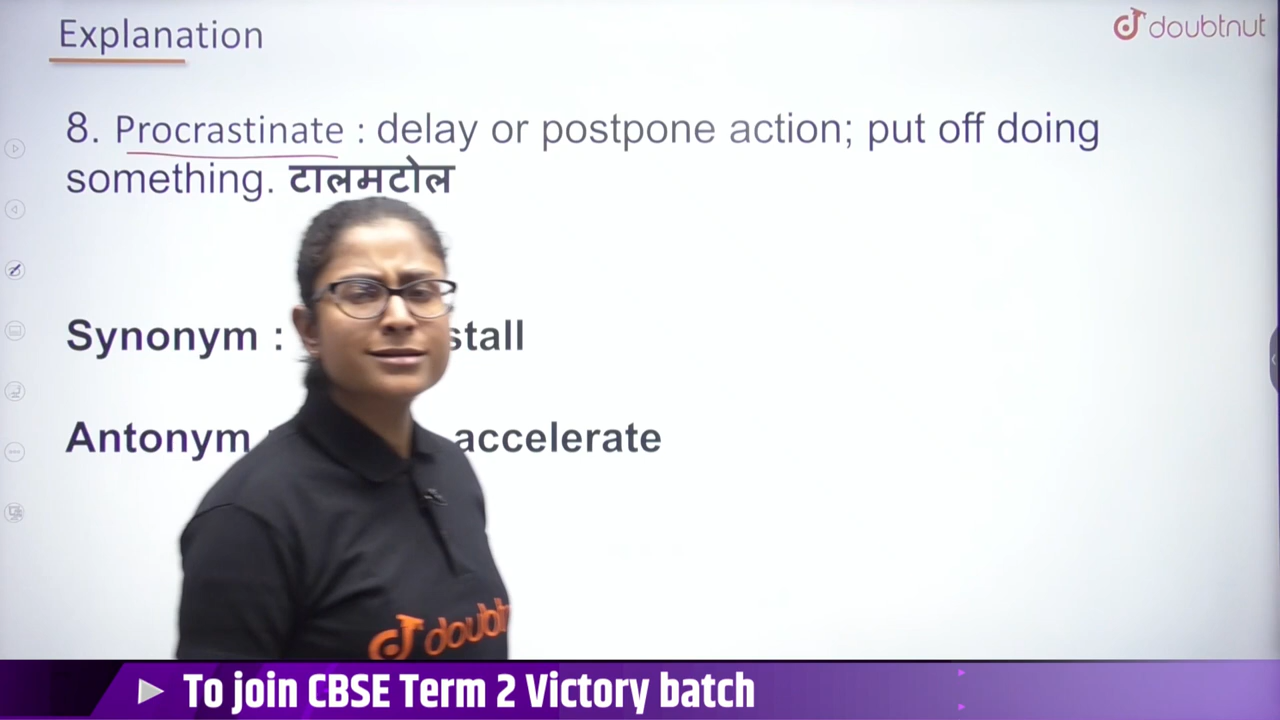 Explanation
doubtnut
8. Procrastinate : delay or postpone action; put off doing
something. टालमटोल
Synonym : stall
Antonym accelerate
To join CBSE Term 2 Victory batch